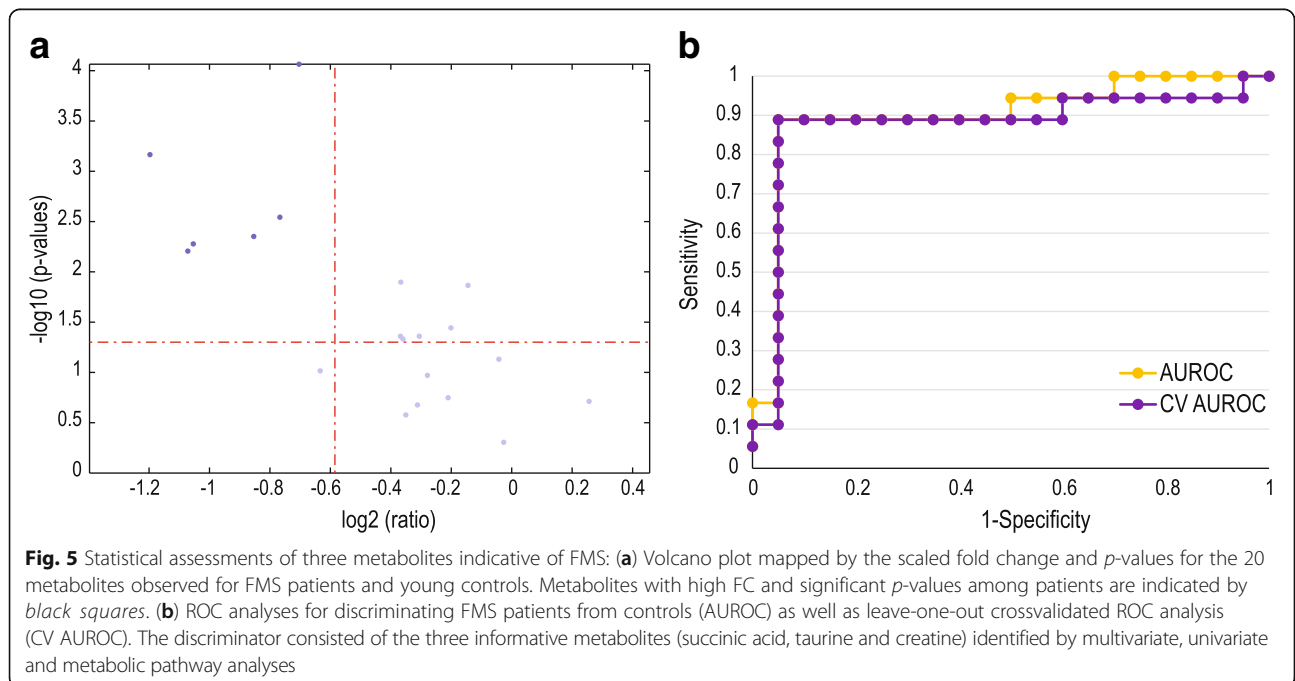 a
4
3.5
3
2.5
2
1.5
1
0.5
0
-log10 (p-values)
-1.2 -1 -0.8 -0.6 -0.4 -0.2 0 0.2 0.4
log2 (ratio)
b
1
0.9
0.8
0.7
0.6
0.5
0.4
0.3
0.2
0.1
0
Sensitivity
AUROC
CV AUROC
0 0.2 0.4 0.6 0.8 1
1-Specificity
Fig. 5 Statistical assessments of three metabolites indicative of FMS: (a) Volcano plot mapped by the scaled fold change and p-values for the 20
metabolites observed for FMS patients and young controls. Metabolites with high FC and significant p-values among patients are indicated by
black squares. (b) ROC analyses for discriminating FMS patients from controls (AUROC) as well as leave-one-out crossvalidated ROC analysis
(CV AUROC). The discriminator consisted of the three informative metabolites (succinic acid, taurine and creatine) identified by multivariate, univariate
and metabolic pathway analyses